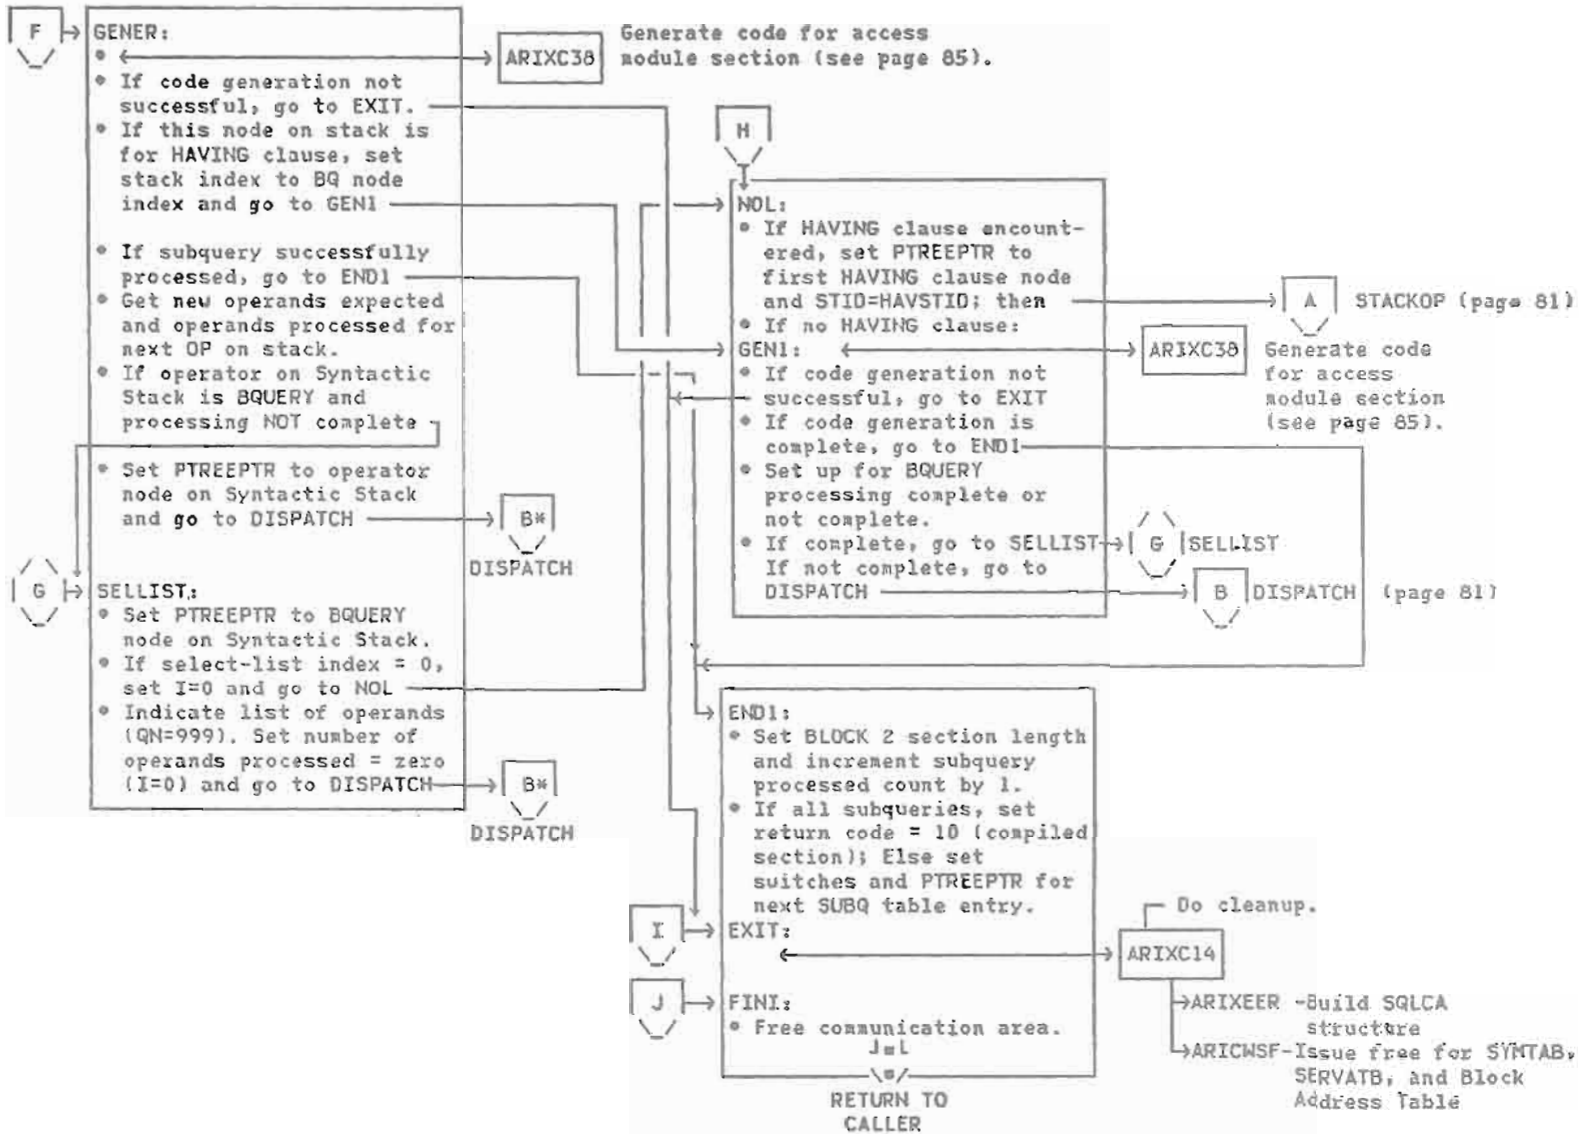 F
GENER:
ARIXC38
Generate code for access
module section (see page 85).
• If code generation not
successful, go to EXIT.
• If this node on stack is
for HAVING clause, set
stack index to BQ node
index and go to GEN1
• If subquery successfully
processed, go to END1
• Get new operands expected
and operands processed for
next OP on stack.
• If operator on Syntactic
Stack is BQUERY and
processing NOT complete
• Set PTREEPTR to operator
node on Syntactic Stack
and go to DISPATCH
B*
DISPATCH
G
SELLIST:
• Set PTREEPTR to BQUERY
node on Syntactic Stack.
• If select-list index = 0,
set I=0 and go to NOL
• Indicate list of operands
(QN=999). Set number of
operands processed = zero
(I=0) and go to DISPATCH
B*
DISPATCH
H
NOL:
• If HAVING clause encount-
ered, set PTREEPTR to
first HAVING clause node
and STID=HAVSTID; then
A
STACKOP (page 81)
• If no HAVING clause:
GEN1:
ARIXC38
Generate code
for access
module section
(see page 85).
• If code generation not
successful, go to EXIT
• If code generation is
complete, go to END1
• Set up for BQUERY
processing complete or
not complete.
• If complete, go to SELLIST
G
SELLIST
If not complete, go to
DISPATCH
B
DISPATCH (page 81)
END1:
• Set BLOCK 2 section length
and increment subquery
processed count by 1.
• If all subqueries, set
return code = 10 (compiled
section); Else set
switches and PTREEPTR for
next SUBQ table entry.
I
EXIT:
Do cleanup.
ARIXC14
J
FINI:
• Free communication area.
ARIXEER -Build SQLCA
structure
ARICWSF-Issue free for SYMTAB,
SERVATB, and Block
Address Table
RETURN TO
CALLER